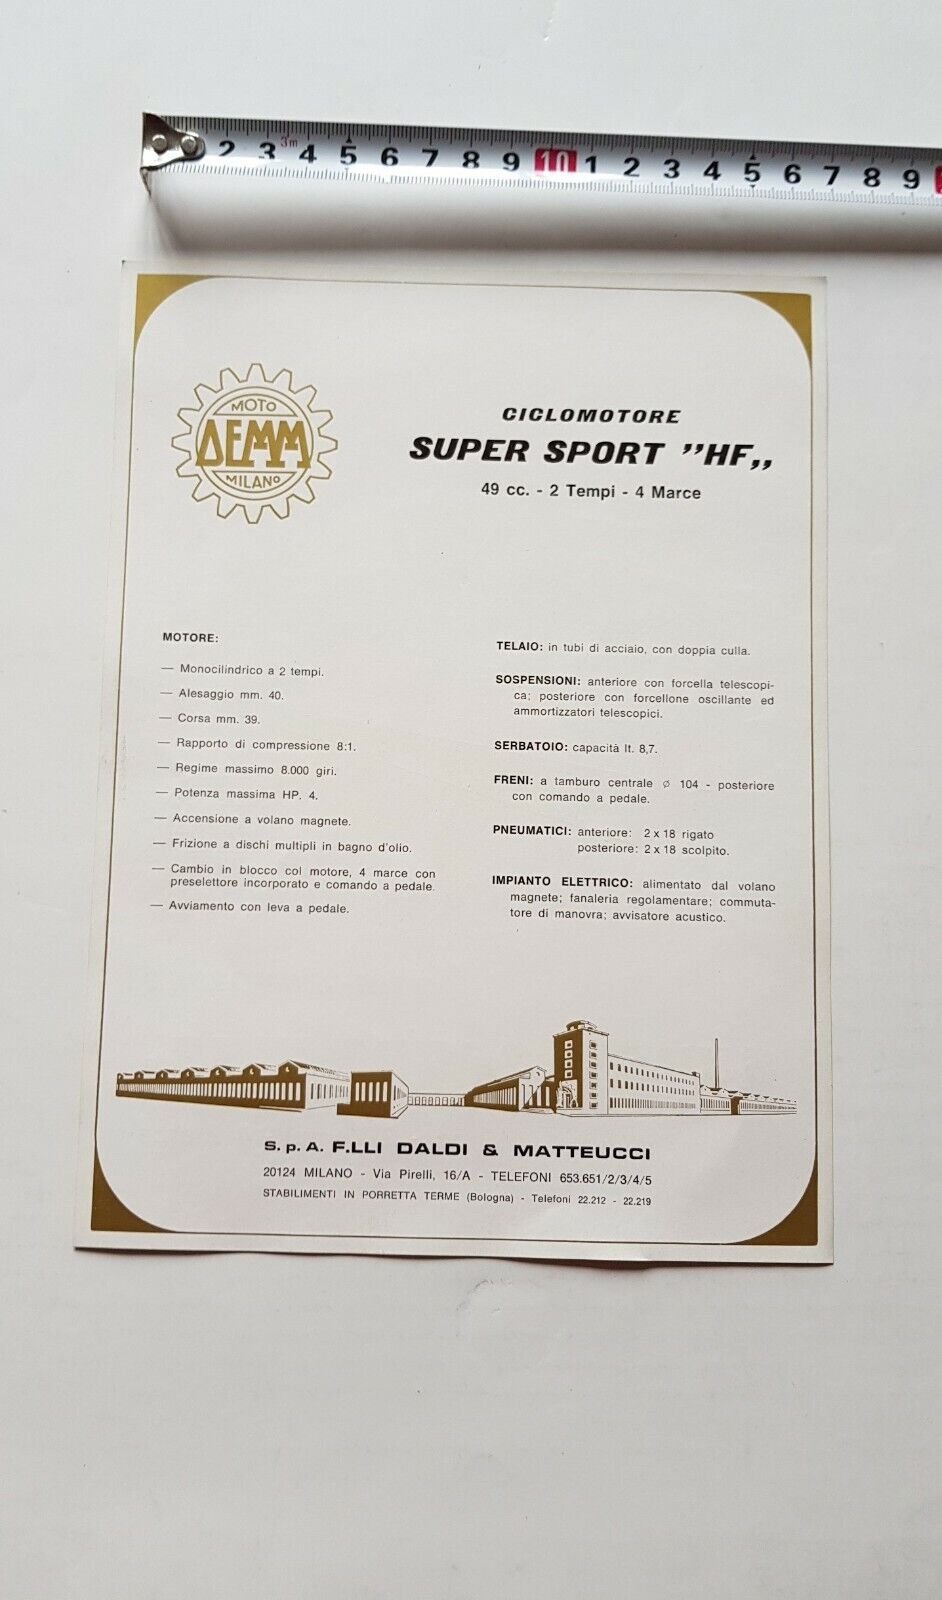 2 3 3m 4 5 6 7 8 9 10 1 2 3 4 5 6 7 8 9
MOTO
DEMM
MILANO
CICLOMOTORE
SUPER SPORT "HF„
49 cc. - 2 Tempi - 4 Marce
MOTORE:
— Monocilindrico a 2 tempi.
— Alesaggio mm. 40.
— Corsa mm. 39.
— Rapporto di compressione 8:1.
— Regime massimo 8.000 giri.
— Potenza massima HP. 4.
— Accensione a volano magnete.
— Frizione a dischi multipli in bagno d'olio.
— Cambio in blocco col motore, 4 marce con
preselettore incorporato e comando a pedale.
— Avviamento con leva a pedale.
TELAIO: in tubi di acciaio, con doppia culla.
SOSPENSIONI: anteriore con forcella telescopi-
ca; posteriore con forcellone oscillante ed
ammortizzatori telescopici.
SERBATOIO: capacità lt. 8,7.
FRENI: a tamburo centrale ∅ 104 - posteriore
con comando a pedale.
PNEUMATICI: anteriore: 2 x 18 rigato
posteriore: 2 x 18 scolpito.
IMPIANTO ELETTRICO: alimentato dal volano
magnete; fanaleria regolamentare; commuta-
tore di manovra; avvisatore acustico.
S.p.A. F.LLI DALDI & MATTEUCCI
20124 MILANO - Via Pirelli, 16/A - TELEFONI 653.651/2/3/4/5
STABILIMENTI IN PORRETTA TERME (Bologna) - Telefoni 22.212 - 22.219